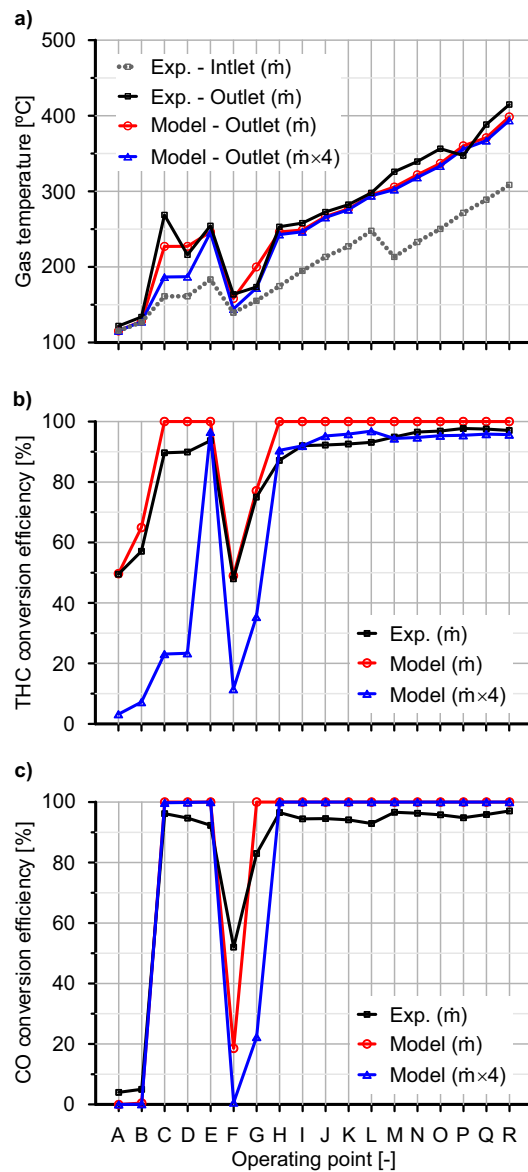 a)
500
400
300
200
100
Gas temperature [ºC]
Exp. - Inlet (ṁ)
Exp. - Outlet (ṁ)
Model - Outlet (ṁ)
Model - Outlet (ṁ×4)
b)
100
80
60
40
20
0
THC conversion efficiency [%]
Exp. (ṁ)
Model (ṁ)
Model (ṁ×4)
c)
100
80
60
40
20
0
CO conversion efficiency [%]
Exp. (ṁ)
Model (ṁ)
Model (ṁ×4)
A B C D E F G H I J K L M N O P Q R
Operating point [-]